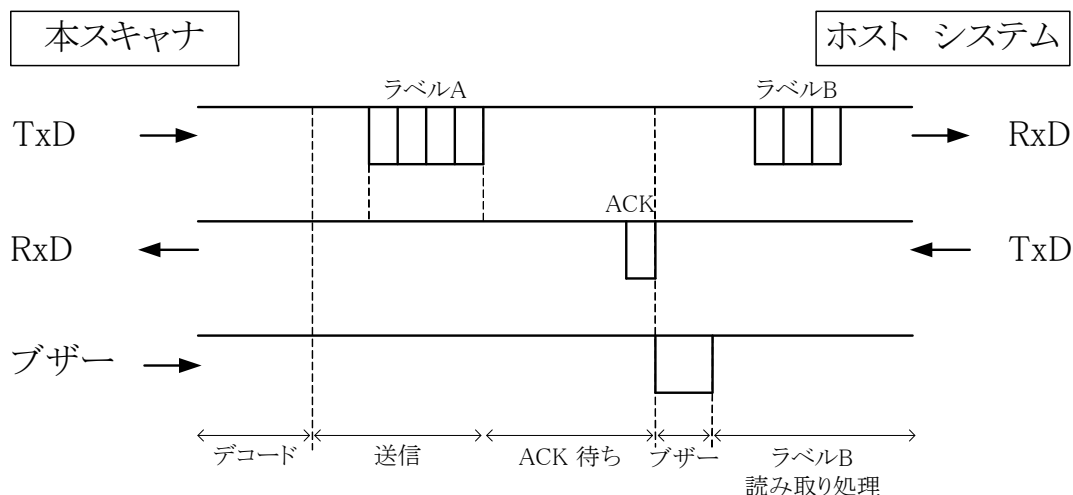 本スキャナ
ホスト システム
ラベルA
ラベルB
TxD
RxD
ACK
RxD
TxD
ブザー
デコード
送信
ACK 待ち
ブザー
ラベルB
読み取り処理